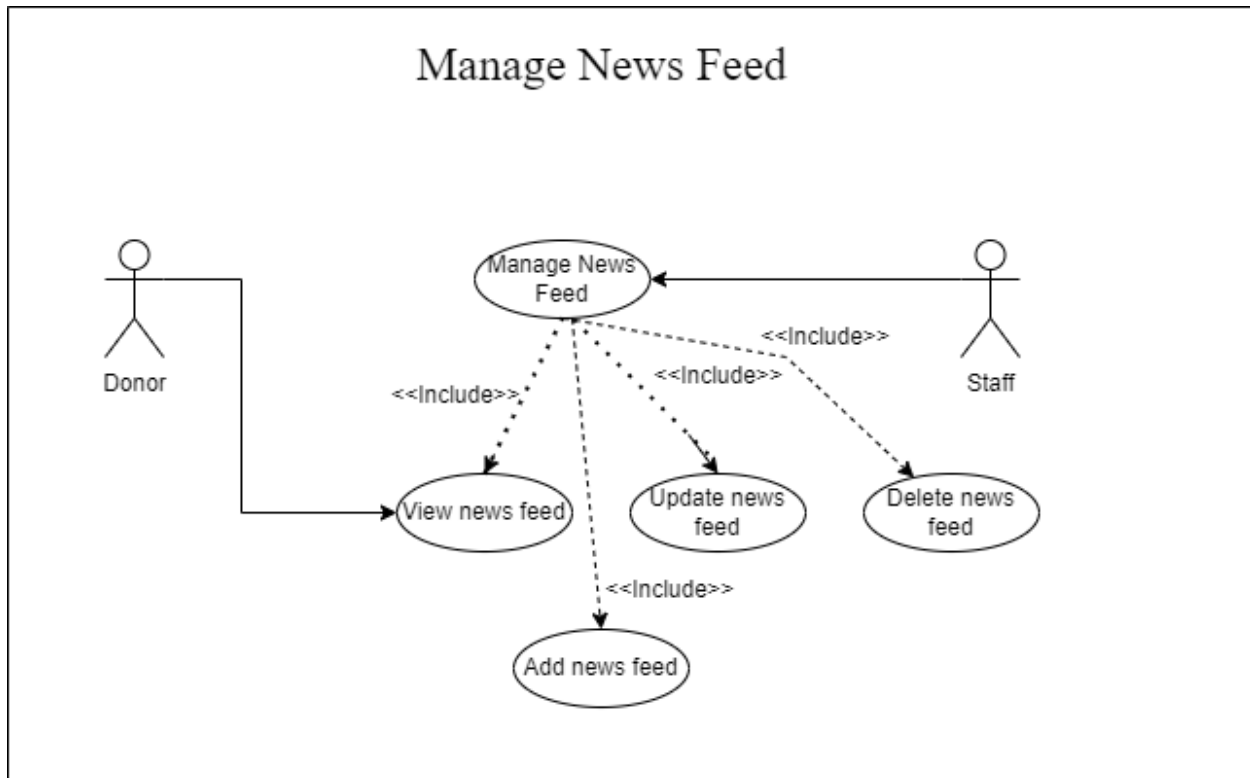 Manage News Feed
Manage News
Feed
<<Include>>
<<Include>>
Donor
Staff
<<Include>>
View news feed
Update news
feed
Delete news
feed
<<Include>>
Add news feed